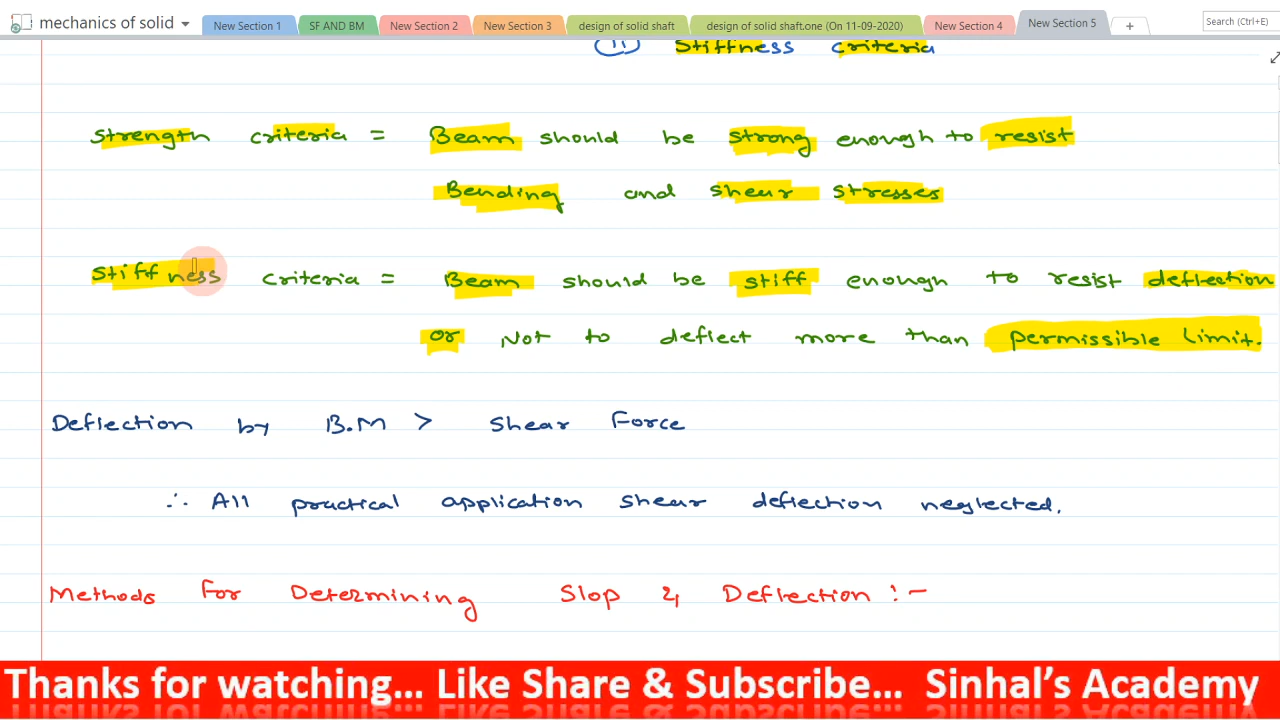 mechanics of solid
New Section 1
SF AND BM
New Section 2
New Section 3
design of solid shaft
design of solid shaft.one (On 11-09-2020)
New Section 4
New Section 5
+
Search (Ctrl+E)
(ii) Stiffness criteria
strength criteria = Beam should be strong enough to resist
Bending and shear stresses
Stiffness criteria = Beam should be stiff enough to resist deflection
or Not to deflect more than permissible limit.
Deflection by B.M > shear Force
∴ All practical application shear deflection neglected.
Methods for Determining Slop & Deflection :-
Thanks for watching... Like Share & Subscribe... Sinhal's Academy